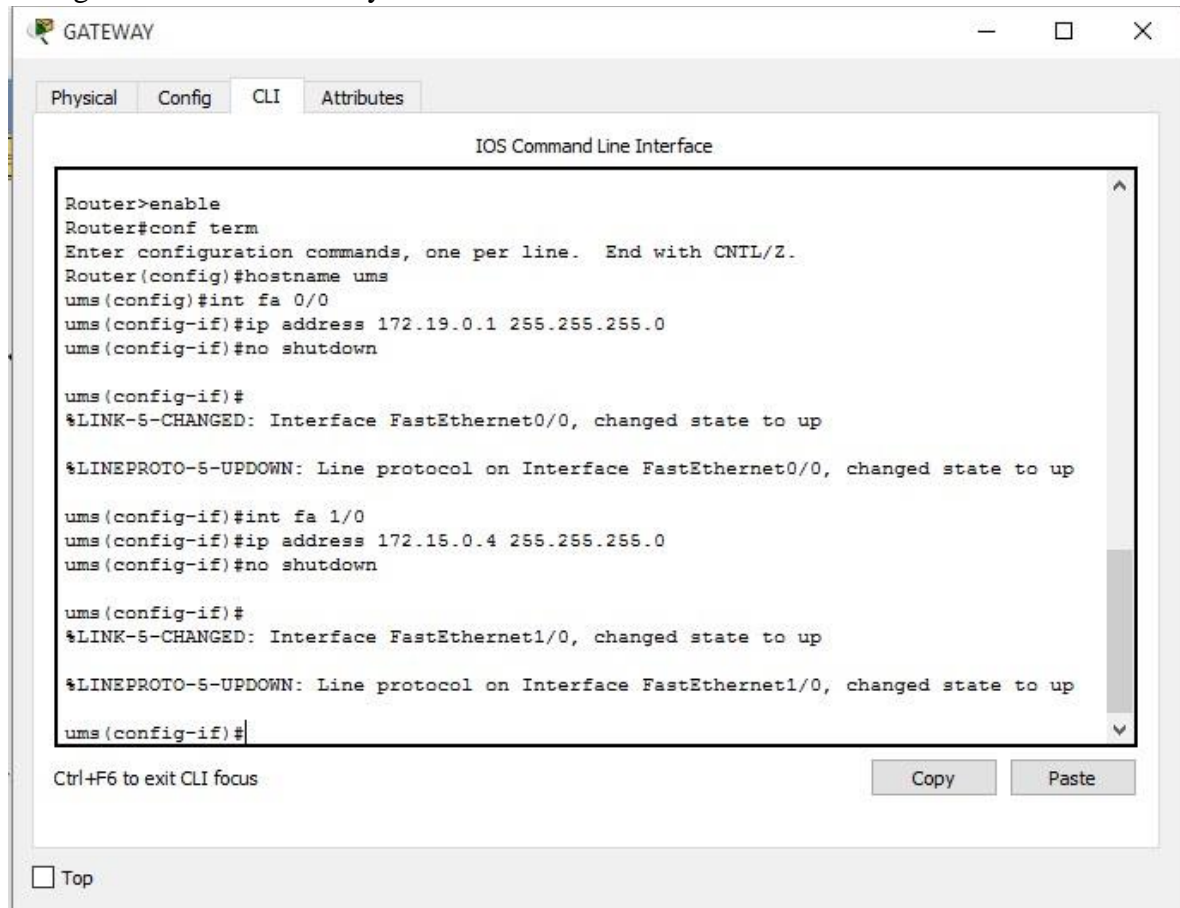 GATEWAY
Physical Config CLI Attributes
IOS Command Line Interface
Router>enable
Router#conf term
Enter configuration commands, one per line.  End with CNTL/Z.
Router(config)#hostname ums
ums(config)#int fa 0/0
ums(config-if)#ip address 172.19.0.1 255.255.255.0
ums(config-if)#no shutdown
ums(config-if)#
%LINK-5-CHANGED: Interface FastEthernet0/0, changed state to up
%LINEPROTO-5-UPDOWN: Line protocol on Interface FastEthernet0/0, changed state to up
ums(config-if)#int fa 1/0
ums(config-if)#ip address 172.15.0.4 255.255.255.0
ums(config-if)#no shutdown
ums(config-if)#
%LINK-5-CHANGED: Interface FastEthernet1/0, changed state to up
%LINEPROTO-5-UPDOWN: Line protocol on Interface FastEthernet1/0, changed state to up
ums(config-if)#
Ctrl+F6 to exit CLI focus Copy Paste
Top